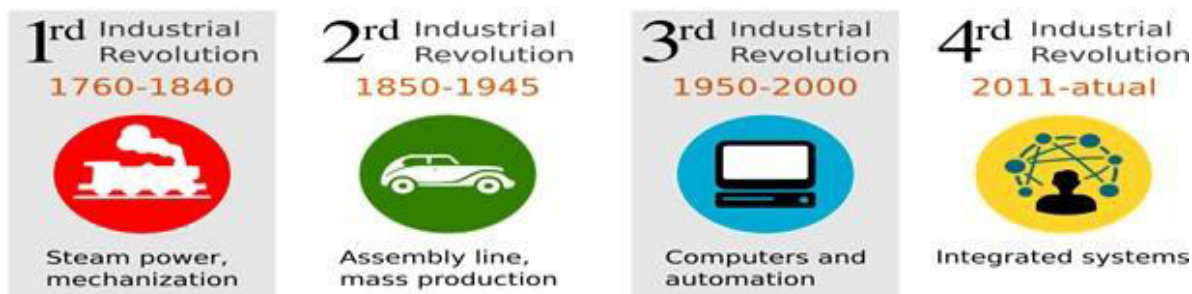 1rd Industrial
Revolution
1760-1840
Steam power,
mechanization
2rd Industrial
Revolution
1850-1945
Assembly line,
mass production
3rd Industrial
Revolution
1950-2000
Computers and
automation
4rd Industrial
Revolution
2011-atual
Integrated systems